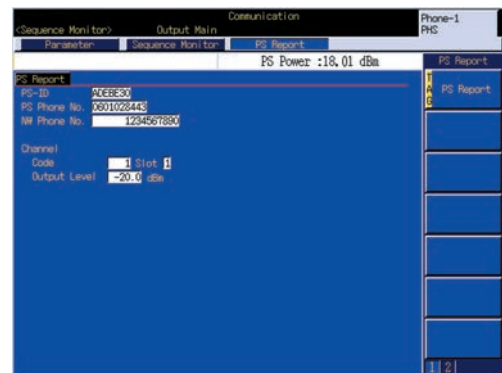 Communication
Phone-1
PHS
<Sequence Monitor> Output Main
Parameter Sequence Monitor PS Report
PS Power :18.01 dBm
PS Report
PS Report
TAG
PS Report
PS-ID ADEBE30
PS Phone No. 0601028443
NW Phone No. 1234567890
Channel
Code 1 Slot 1
Output Level -20.0 dBm
1 2